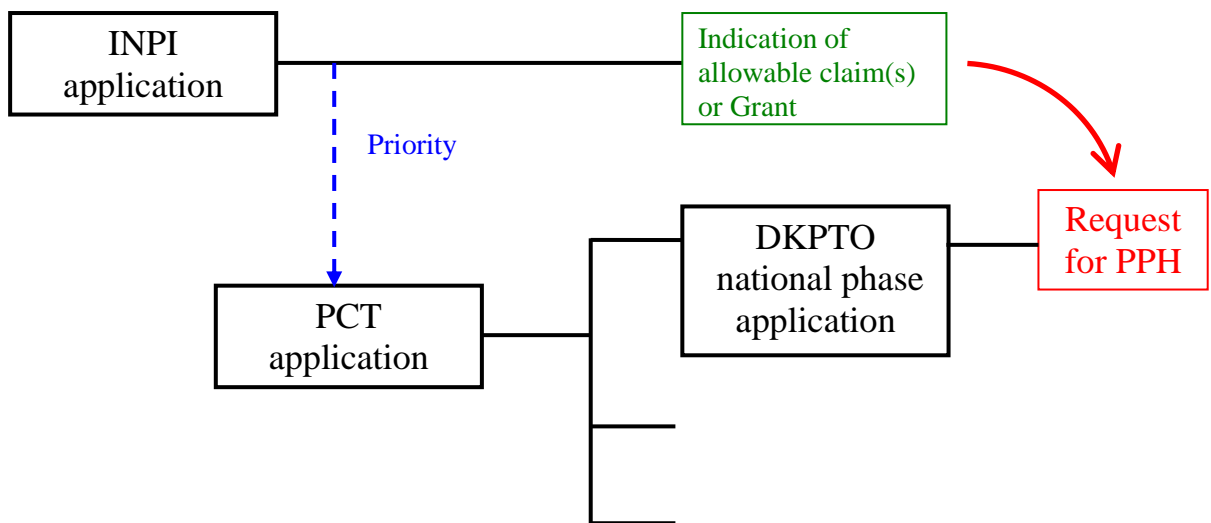 INPI
application
Indication of
allowable claim(s)
or Grant
Priority
Request
for PPH
DKPTO
national phase
application
PCT
application